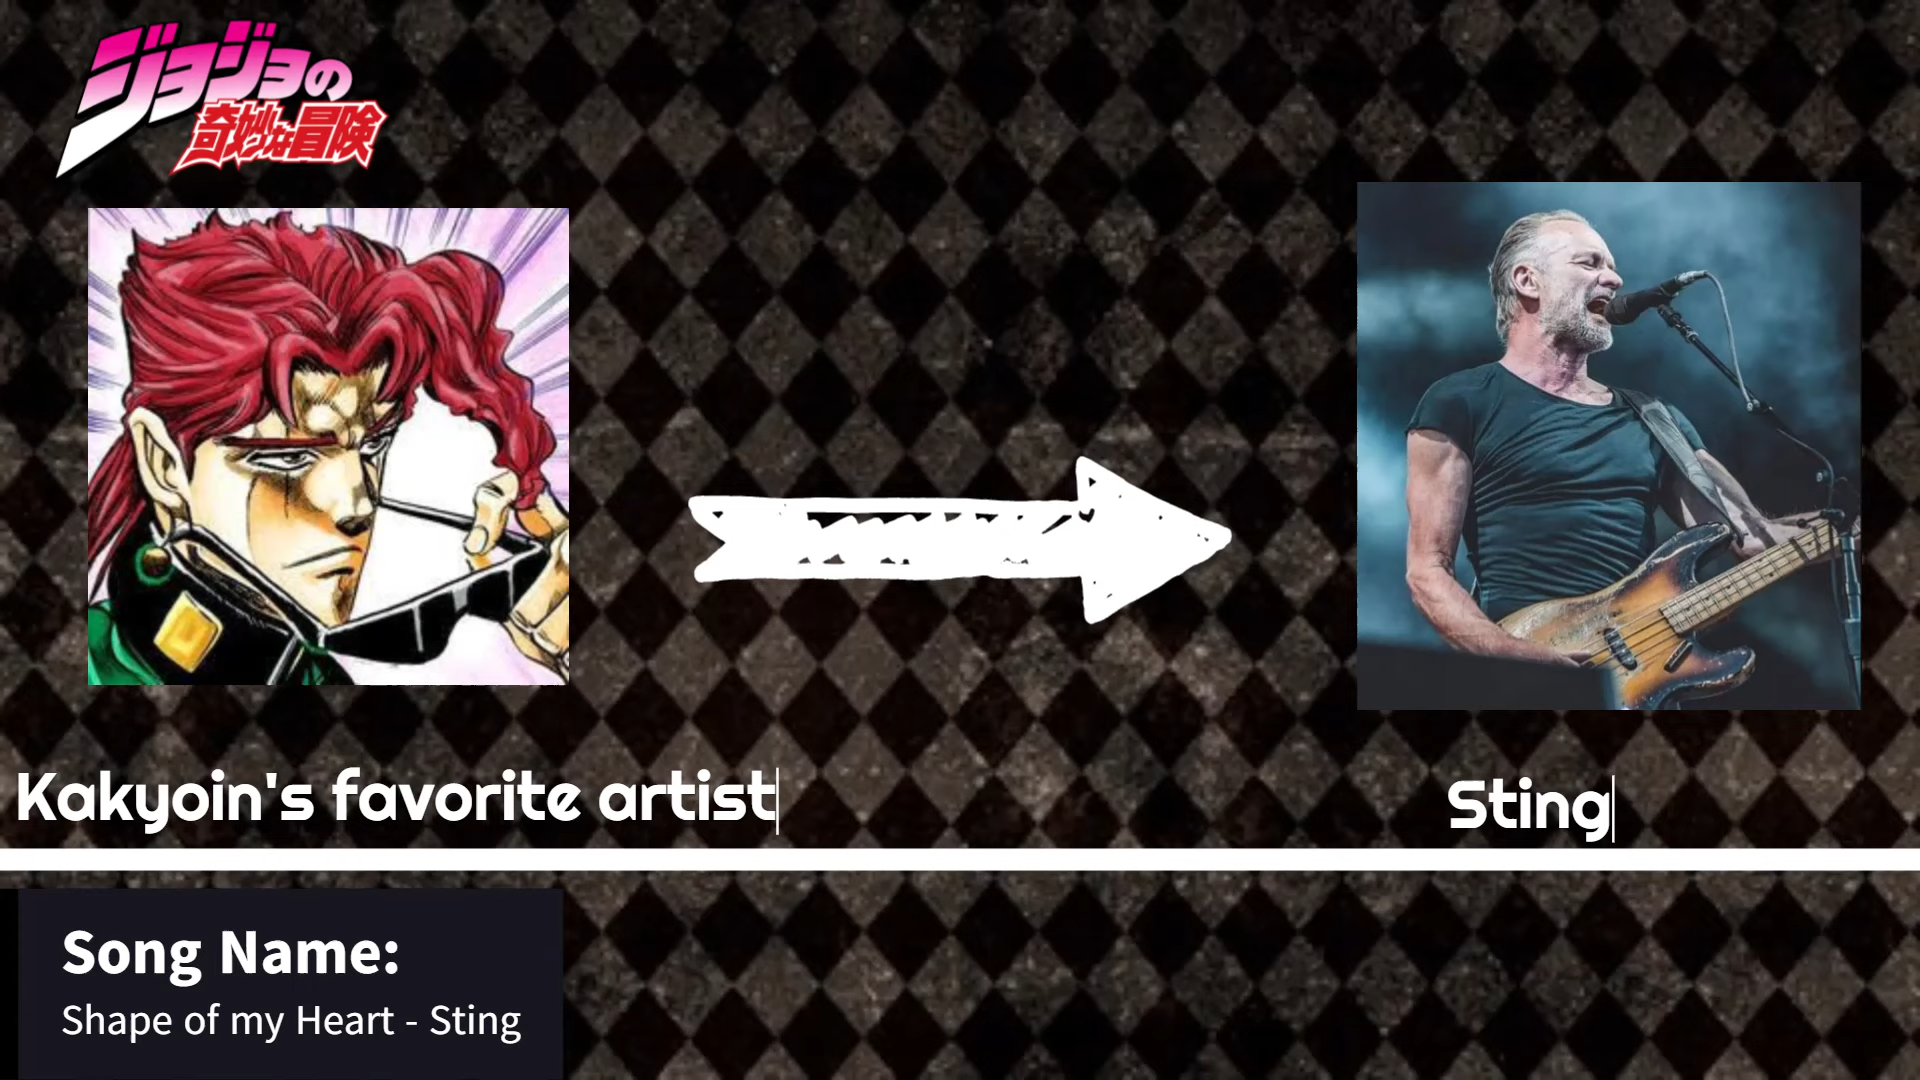 ジョジョの
奇妙な冒険
Kakyoin's favorite artist
Sting
Song Name:
Shape of my Heart - Sting